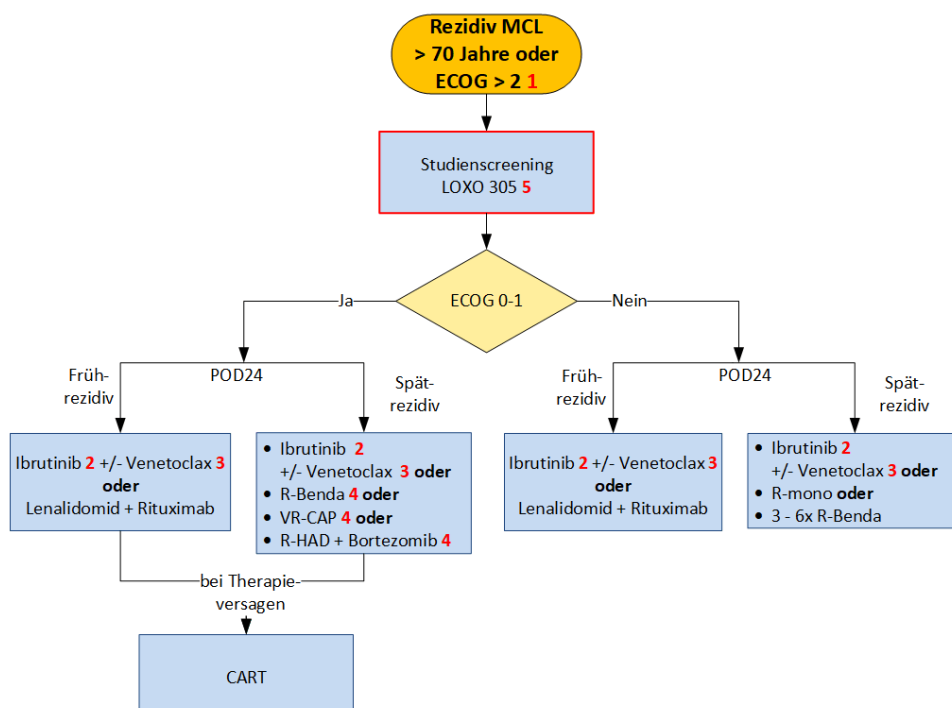 Rezidiv MCL
> 70 Jahre oder
ECOG > 2 1
Studienscreening
LOXO 305 5
ECOG 0-1
Ja
Nein
Früh-
rezidiv
POD24
Spät-
rezidiv
Früh-
rezidiv
POD24
Spät-
rezidiv
Ibrutinib 2 +/- Venetoclax 3
oder
Lenalidomid + Rituximab
• Ibrutinib 2
+/- Venetoclax 3 oder
• R-Benda 4 oder
• VR-CAP 4 oder
• R-HAD + Bortezomib 4
Ibrutinib 2 +/- Venetoclax 3
oder
Lenalidomid + Rituximab
• Ibrutinib 2
+/- Venetoclax 3 oder
• R-mono oder
• 3 - 6x R-Benda
bei Therapie-
versagen
CART